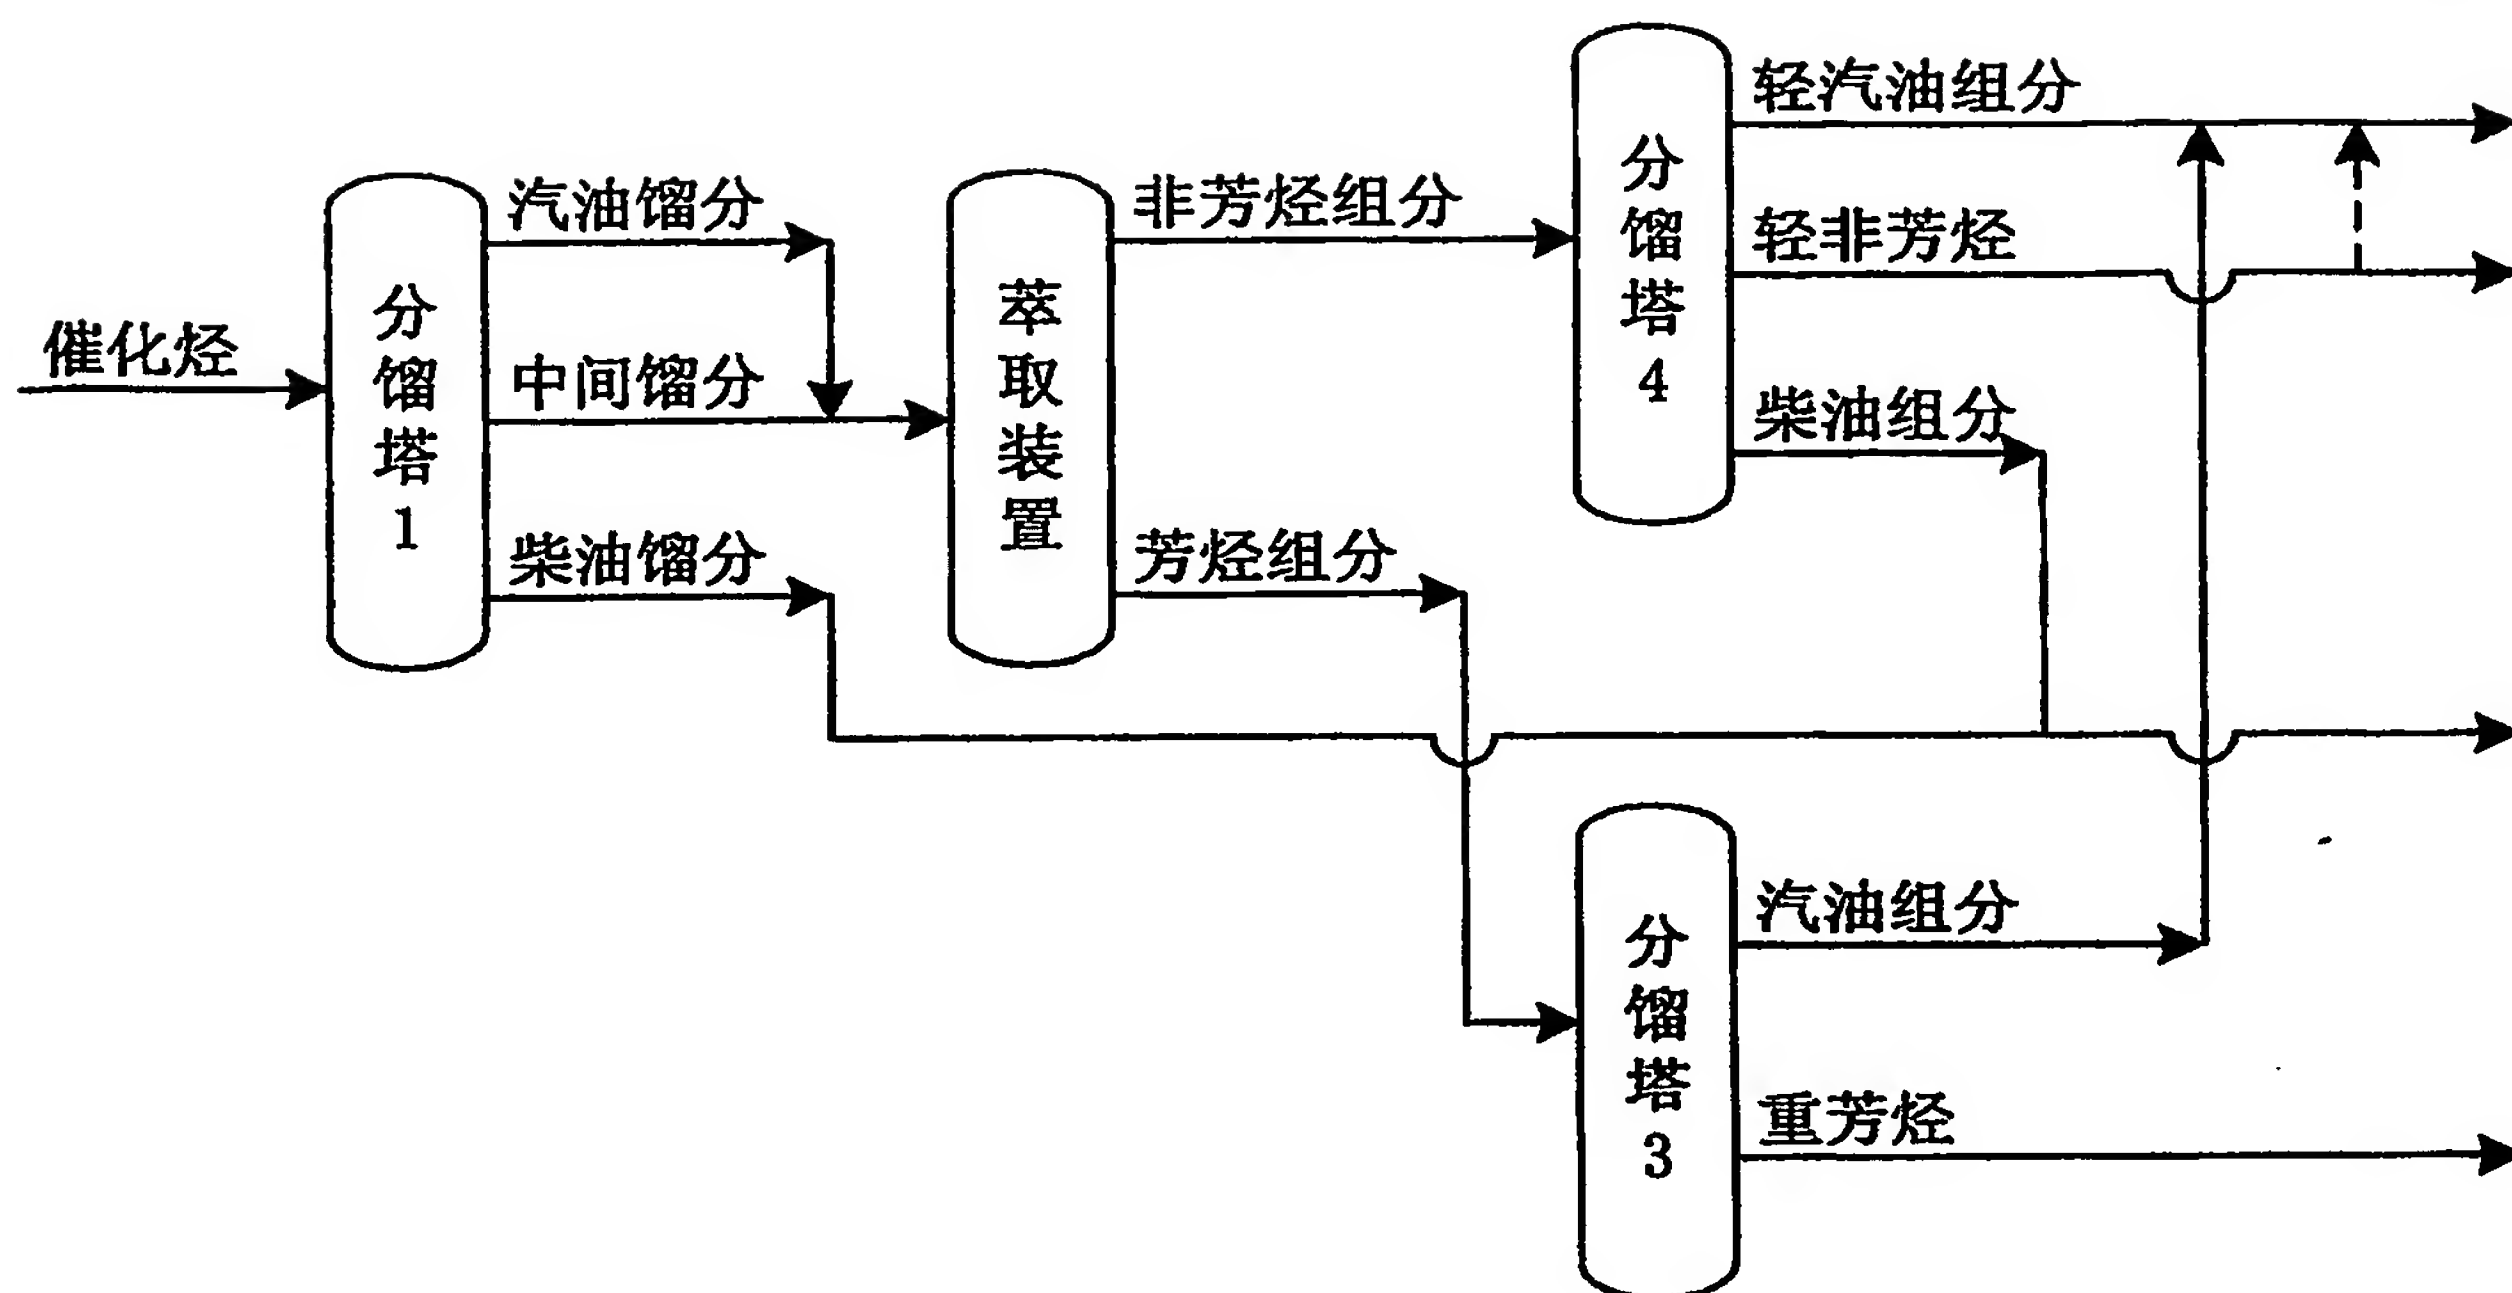 催化烃
分馏塔1
汽油馏分
中间馏分
柴油馏分
萃取装置
非芳烃组分
芳烃组分
分馏塔4
轻汽油组分
轻非芳烃
柴油组分
分馏塔3
汽油组分
重芳烃